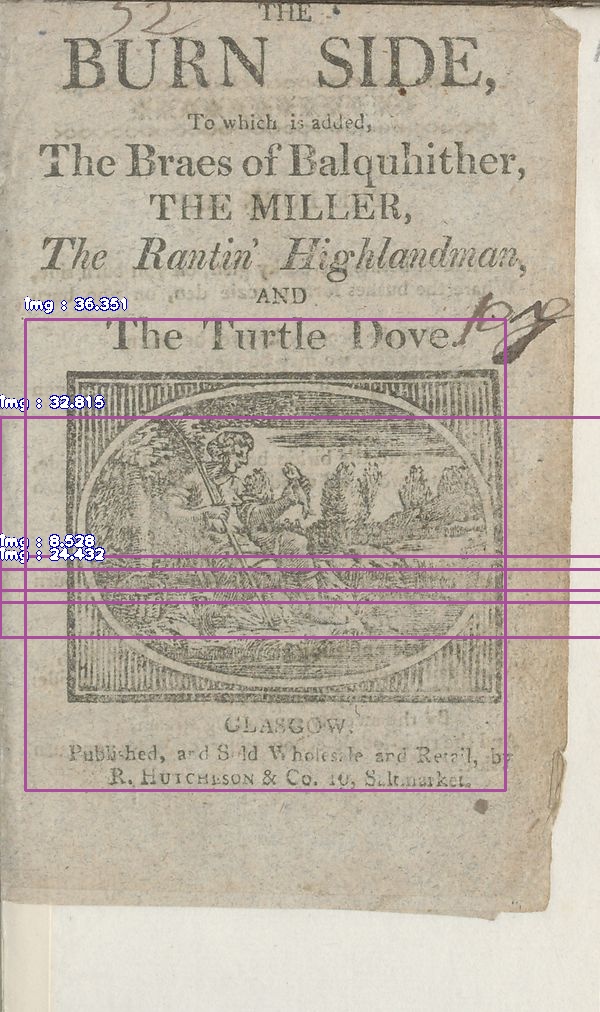 52
THE
BURN SIDE,
To which is added,
The Braes of Balquhither,
THE MILLER,
The Rantin' Highlandman,
AND
The Turtle Dove.
GLASGOW:
Published, and Sold Wholesale and Retail, by
R. HUTCHESON & Co. 10, Saltmarket.
Img : 36.351
Img : 32.815
Img : 8.528
Img : 24.432